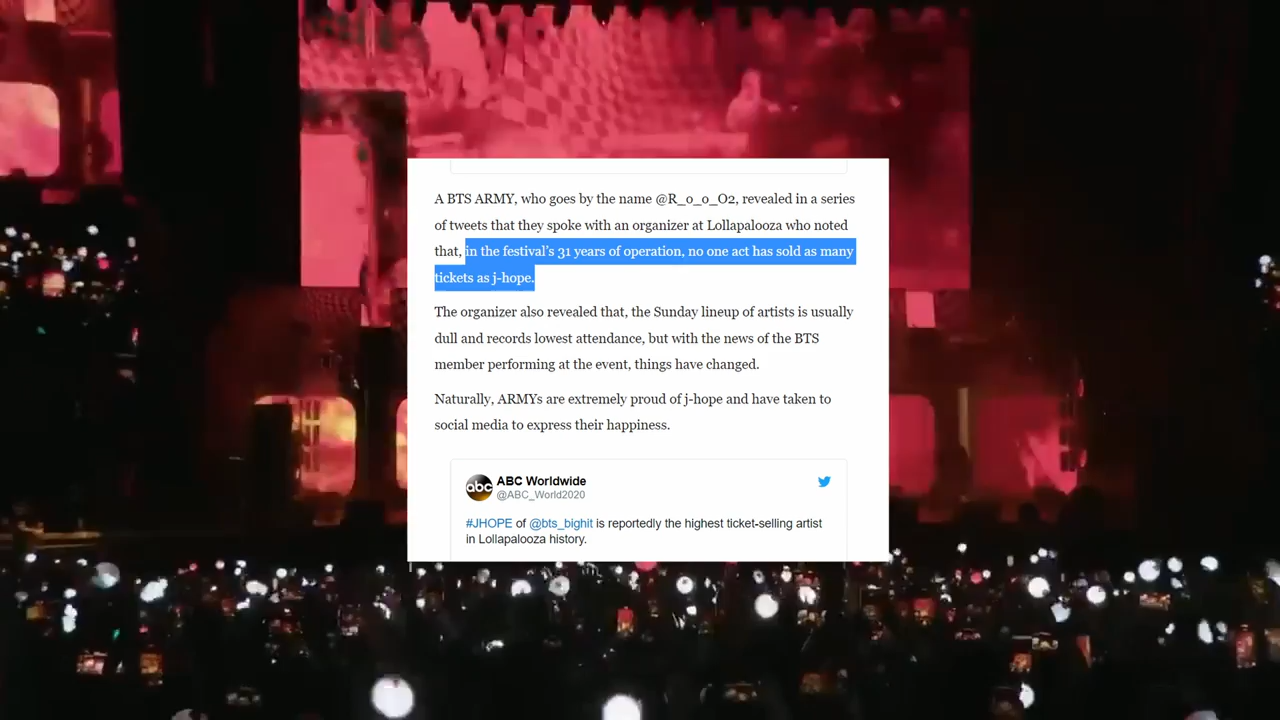 A BTS ARMY, who goes by the name @R_o_o_O2, revealed in a series
of tweets that they spoke with an organizer at Lollapalooza who noted
that, in the festival’s 31 years of operation, no one act has sold as many
tickets as j-hope.
The organizer also revealed that, the Sunday lineup of artists is usually
dull and records lowest attendance, but with the news of the BTS
member performing at the event, things have changed.
Naturally, ARMYs are extremely proud of j-hope and have taken to
social media to express their happiness.
abc
ABC Worldwide
@ABC_World2020
#JHOPE of @bts_bighit is reportedly the highest ticket-selling artist
in Lollapalooza history.